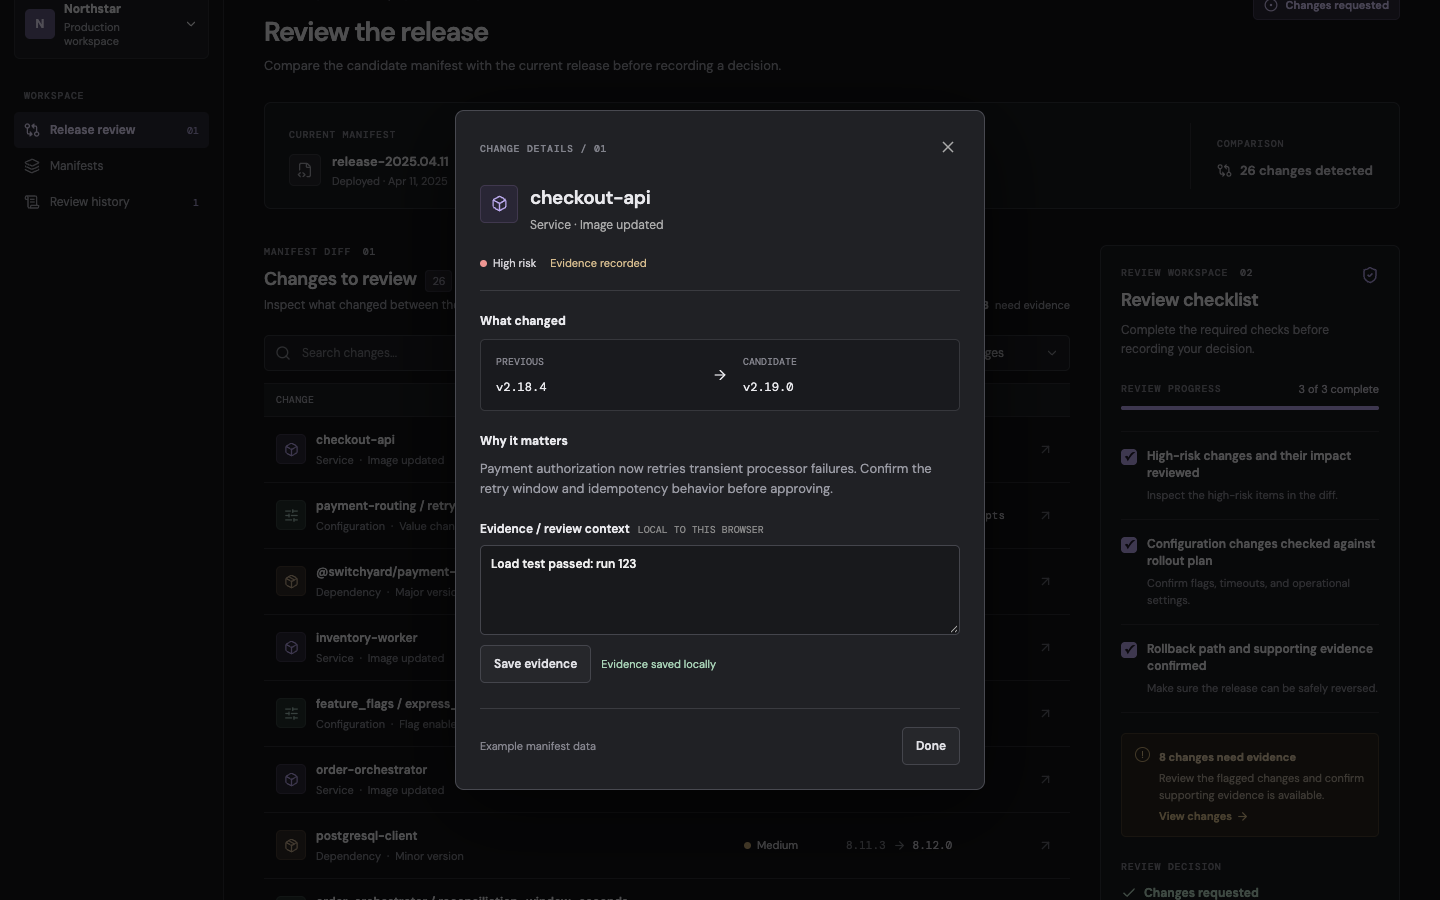 N
Northstar
Production
workspace
WORKSPACE
Release review 01
Manifests
Review history 1
Changes requested
Review the release
Compare the candidate manifest with the current release before recording a decision.
CURRENT MANIFEST
release-2025.04.11
Deployed · Apr 11, 2025
COMPARISON
26 changes detected
MANIFEST DIFF 01
Changes to review 26
Inspect what changed between the
need evidence
Search changes...
CHANGE
checkout-api
Service · Image updated
payment-routing / retry
Configuration · Value chan
@switchyard/payment-
Dependency · Major versio
inventory-worker
Service · Image updated
feature_flags / express_
Configuration · Flag enable
order-orchestrator
Service · Image updated
postgresql-client
Dependency · Minor version
Medium
8.11.3 → 8.12.0
CHANGE DETAILS / 01
checkout-api
Service · Image updated
High risk Evidence recorded
What changed
PREVIOUS
v2.18.4
→
CANDIDATE
v2.19.0
Why it matters
Payment authorization now retries transient processor failures. Confirm the
retry window and idempotency behavior before approving.
Evidence / review context LOCAL TO THIS BROWSER
Load test passed: run 123
Save evidence Evidence saved locally
Example manifest data
Done
REVIEW WORKSPACE 02
Review checklist
Complete the required checks before
recording your decision.
REVIEW PROGRESS 3 of 3 complete
High-risk changes and their impact
reviewed
Inspect the high-risk items in the diff.
Configuration changes checked against
rollout plan
Confirm flags, timeouts, and operational
settings.
Rollback path and supporting evidence
confirmed
Make sure the release can be safely reversed.
8 changes need evidence
Review the flagged changes and confirm
supporting evidence is available.
View changes →
REVIEW DECISION
Changes requested